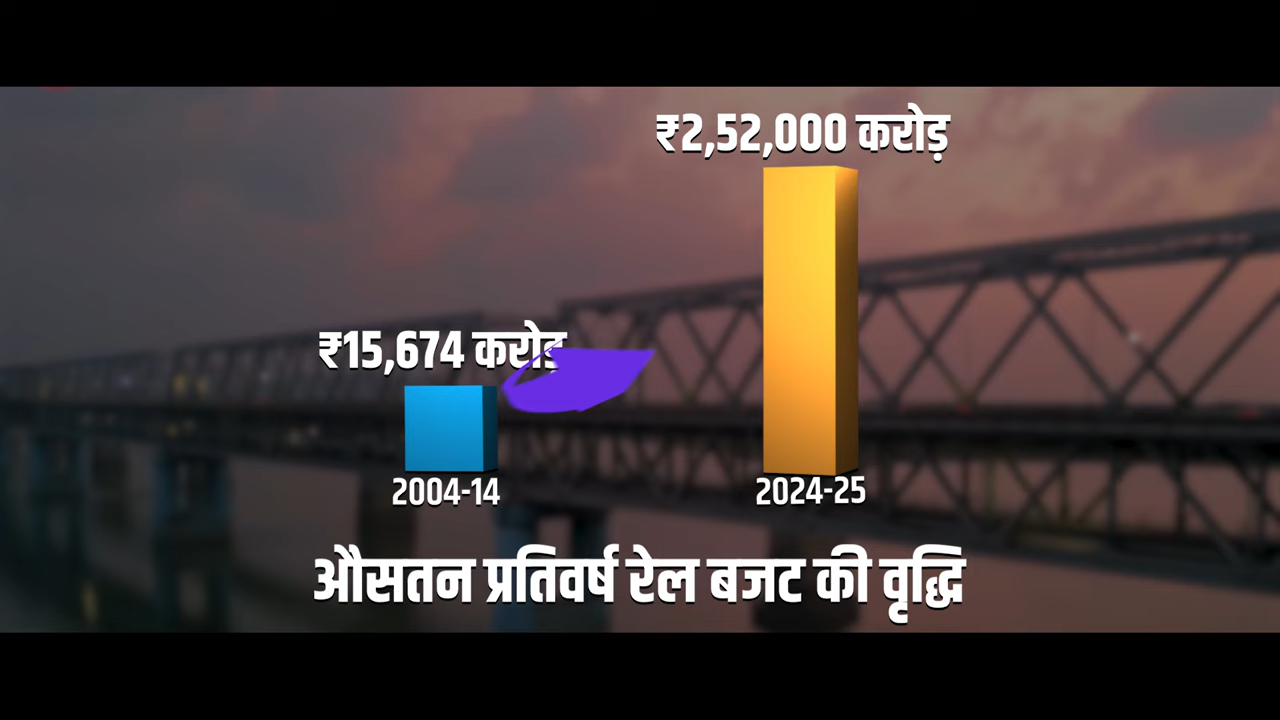 ₹2,52,000 करोड़
₹15,674 करोड़
2004-14
2024-25
औसतन प्रतिवर्ष रेल बजट की वृद्धि